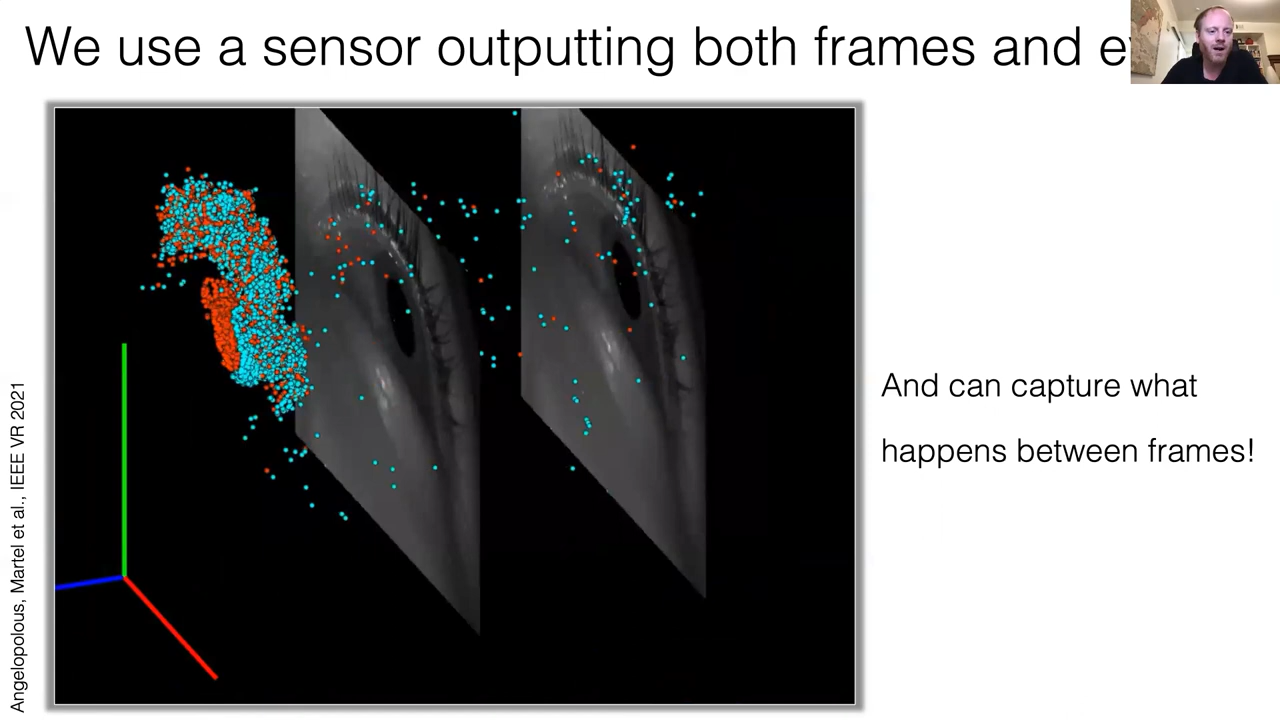 We use a sensor outputting both frames and
And can capture what
happens between frames!
Angelopolous, Martel et al., IEEE VR 2021